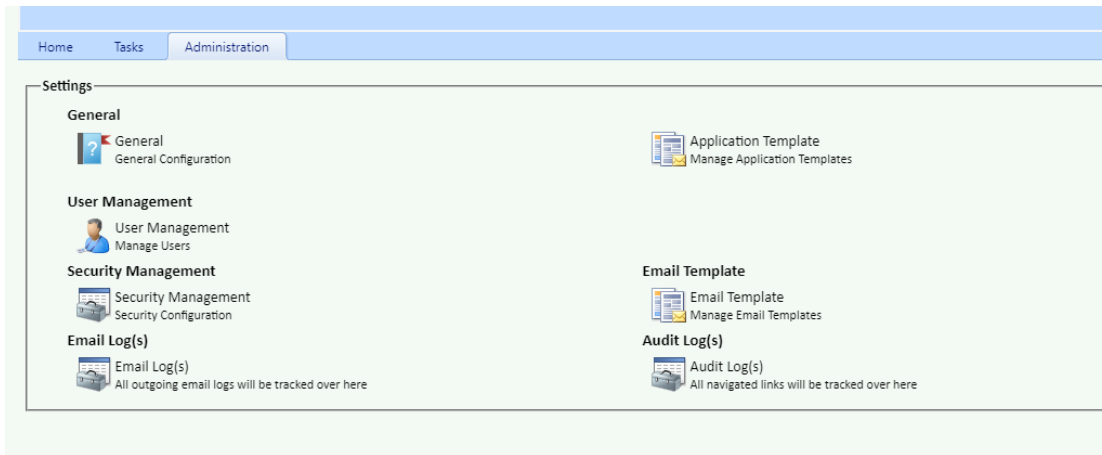 Home Tasks Administration
Settings
General
General
General Configuration
Application Template
Manage Application Templates
User Management
User Management
Manage Users
Security Management
Security Management
Security Configuration
Email Template
Email Template
Manage Email Templates
Email Log(s)
Email Log(s)
All outgoing email logs will be tracked over here
Audit Log(s)
Audit Log(s)
All navigated links will be tracked over here